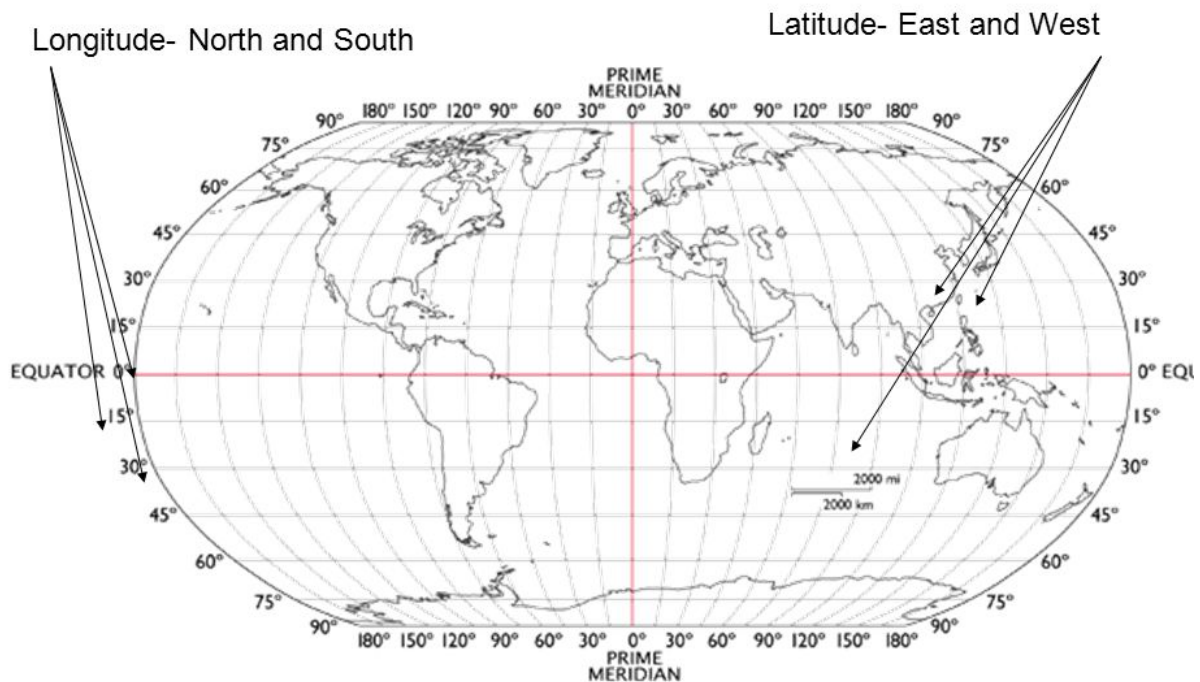 Longitude- North and South
Latitude- East and West
PRIME
MERIDIAN
180° 150° 120° 90° 60° 30° 0° 30° 60° 90° 120° 150° 180°
90° 90°
75° 75°
60° 60°
45° 45°
30° 30°
15° 15°
EQUATOR 0° 0° EQU
15° 15°
30° 30°
2000 mi
2000 km
45° 45°
60° 60°
75° 75°
90° 90°
180° 150° 120° 90° 60° 30° 0° 30° 60° 90° 120° 150° 180°
PRIME
MERIDIAN